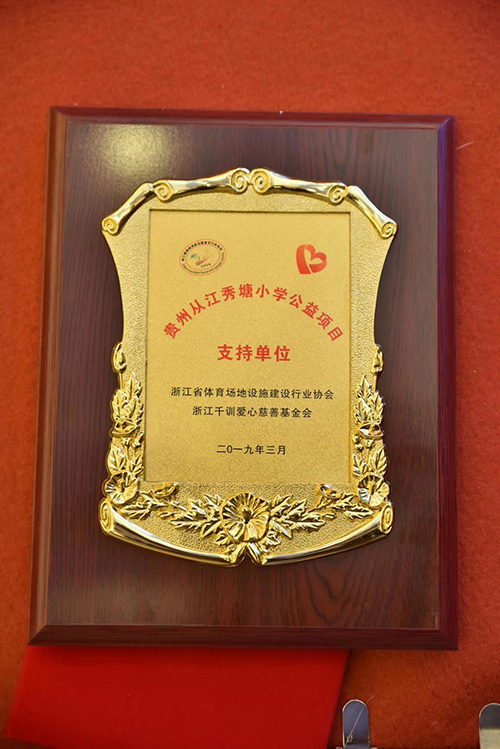 贵州从江秀塘小学公益项目
支持单位
浙江省体育场地设施建设行业协会
浙江千训爱心慈善基金会
二〇一九年三月